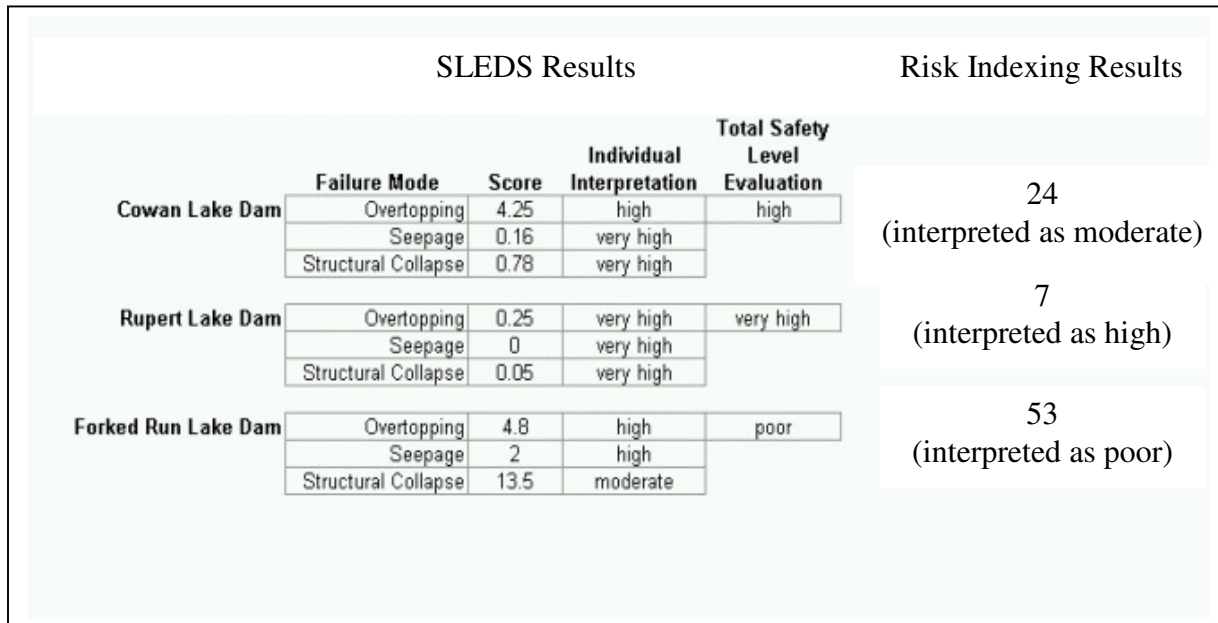 SLEDS Results Risk Indexing Results
Total Safety
Individual Level
Failure Mode Score Interpretation Evaluation
Cowan Lake Dam Overtopping 4.25 high high
Seepage 0.16 very high
Structural Collapse 0.78 very high
24
(interpreted as moderate)
Rupert Lake Dam Overtopping 0.25 very high very high
Seepage 0 very high
Structural Collapse 0.05 very high
7
(interpreted as high)
Forked Run Lake Dam Overtopping 4.8 high poor
Seepage 2 high
Structural Collapse 13.5 moderate
53
(interpreted as poor)